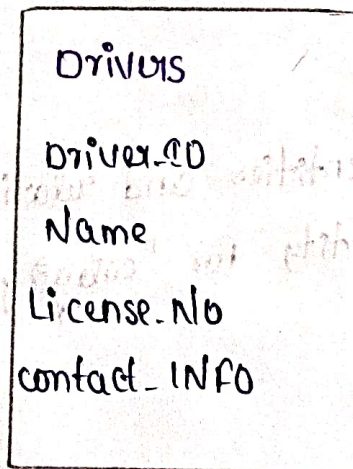 Drivers
Driver_ID
Name
License_No
contact_INFO